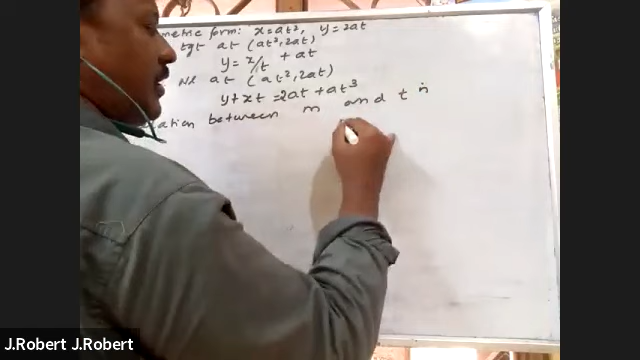 metric form: x = at², y = 2at
tgt at (at², 2at)
y = x/t + at
at (at², 2at)
y + xt = 2at + at³
ation between m and t is
J.Robert J.Robert